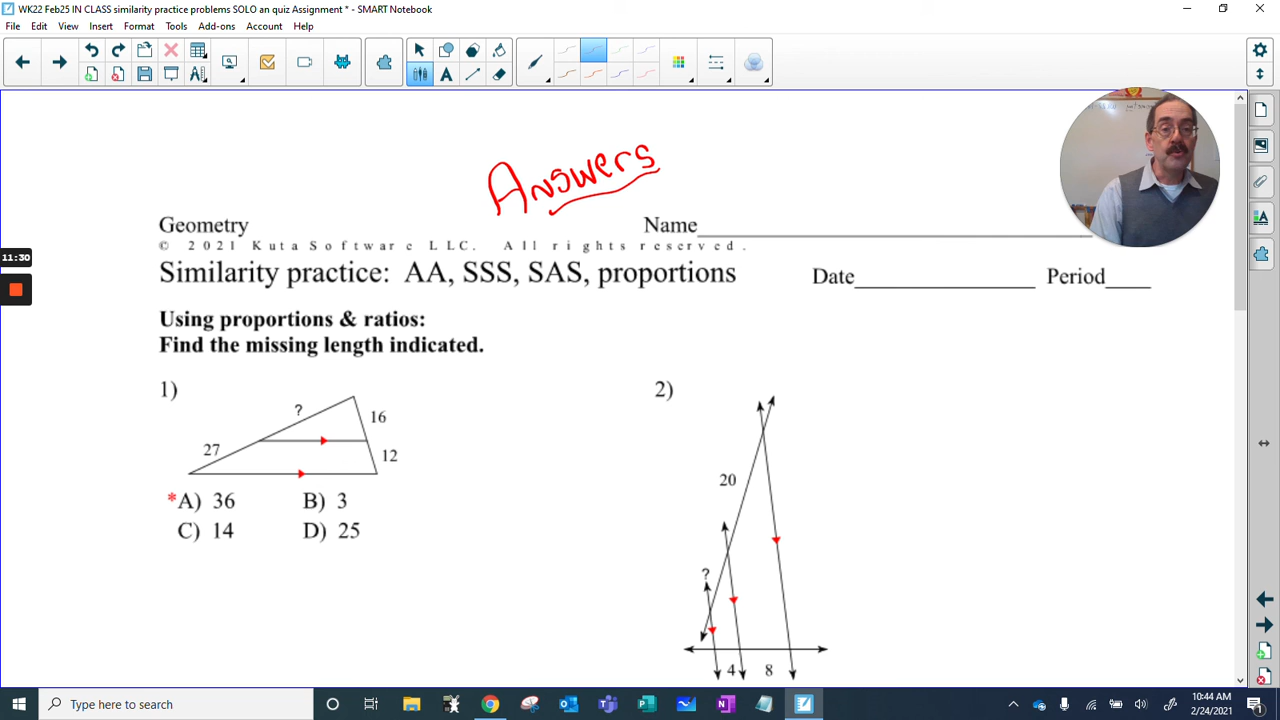 WK22 Feb25 IN CLASS similarity practice problems SOLO an quiz Assignment * - SMART Notebook
File Edit View Insert Format Tools Add-ons Account Help
Answers
Geometry
Name
© 2021 Kuta Software LLC. All rights reserved.
Similarity practice: AA, SSS, SAS, proportions
Date Period
11:30
Using proportions & ratios:
Find the missing length indicated.
1)
?
16
27
12
*A) 36 B) 3
C) 14 D) 25
2)
20
?
4 8
Type here to search
10:44 AM
2/24/2021